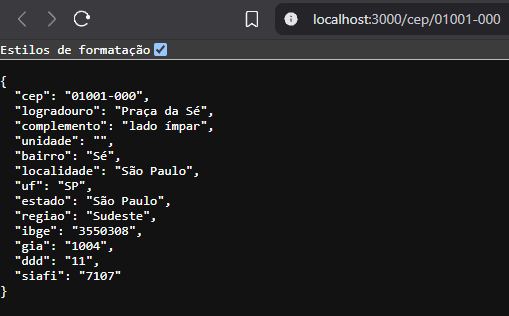 localhost:3000/cep/01001-000
Estilos de formatação
{
  "cep": "01001-000",
  "logradouro": "Praça da Sé",
  "complemento": "lado ímpar",
  "unidade": "",
  "bairro": "Sé",
  "localidade": "São Paulo",
  "uf": "SP",
  "estado": "São Paulo",
  "regiao": "Sudeste",
  "ibge": "3550308",
  "gia": "1004",
  "ddd": "11",
  "siafi": "7107"
}